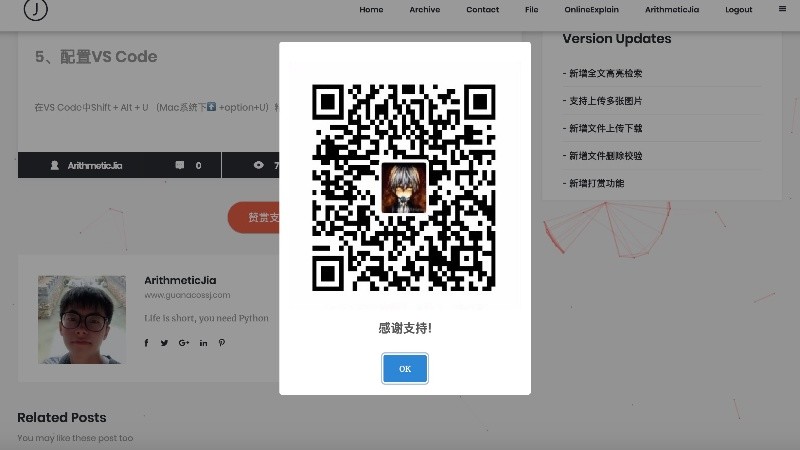 J
Home Archive Contact File OnlineExplain ArithmeticJia Logout
5、配置VS Code
在VS Code中Shift + Alt + U （Mac系统下 +option+U）
ArithmeticJia 0 7
赞赏支
ArithmeticJia
www.guanacossj.com
Life is short, you need Python
Related Posts
You may like these post too
感谢支持!
OK
Version Updates
- 新增全文高亮检索
- 支持上传多张图片
- 新增文件上传下载
- 新增文件删除校验
- 新增打赏功能